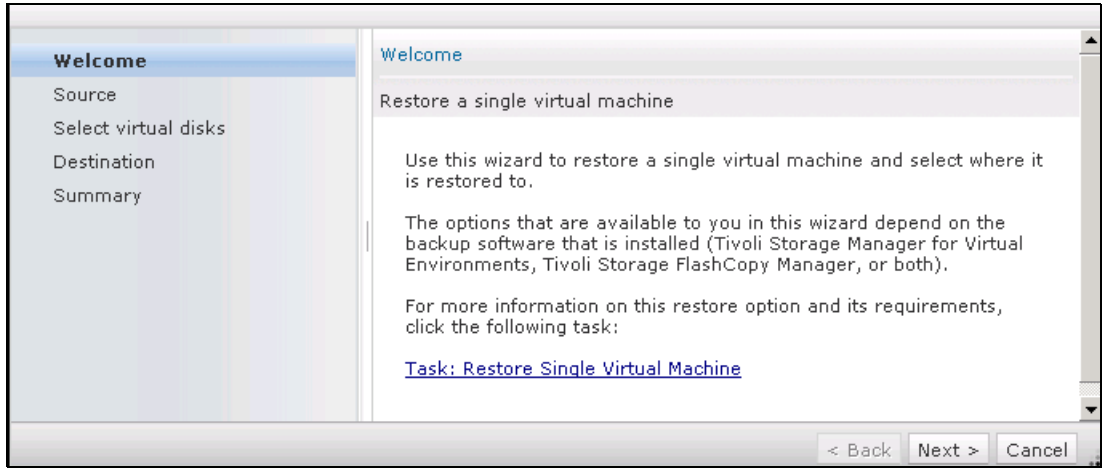 Welcome
Source
Select virtual disks
Destination
Summary
Welcome
Restore a single virtual machine
Use this wizard to restore a single virtual machine and select where it
is restored to.
The options that are available to you in this wizard depend on the
backup software that is installed (Tivoli Storage Manager for Virtual
Environments, Tivoli Storage FlashCopy Manager, or both).
For more information on this restore option and its requirements,
click the following task:
Task: Restore Single Virtual Machine
< Back Next > Cancel